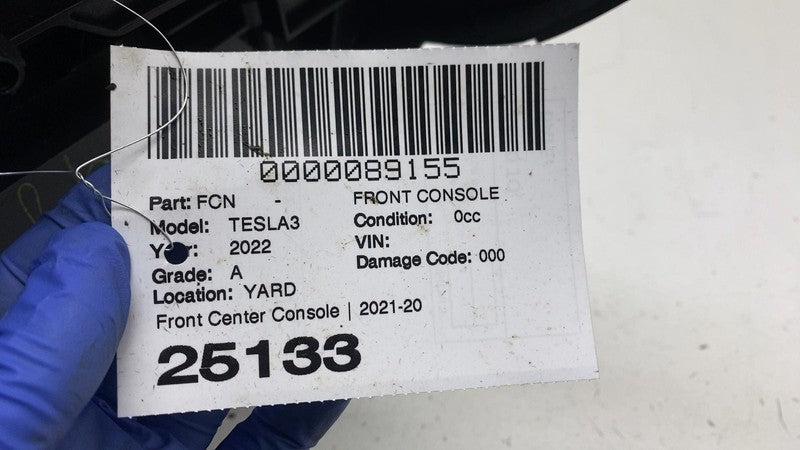 0000089155
Part: FCN - FRONT CONSOLE
Model: TESLA3 Condition: 0cc
Year: 2022 VIN:
Grade: A Damage Code: 000
Location: YARD
Front Center Console | 2021-20
25133